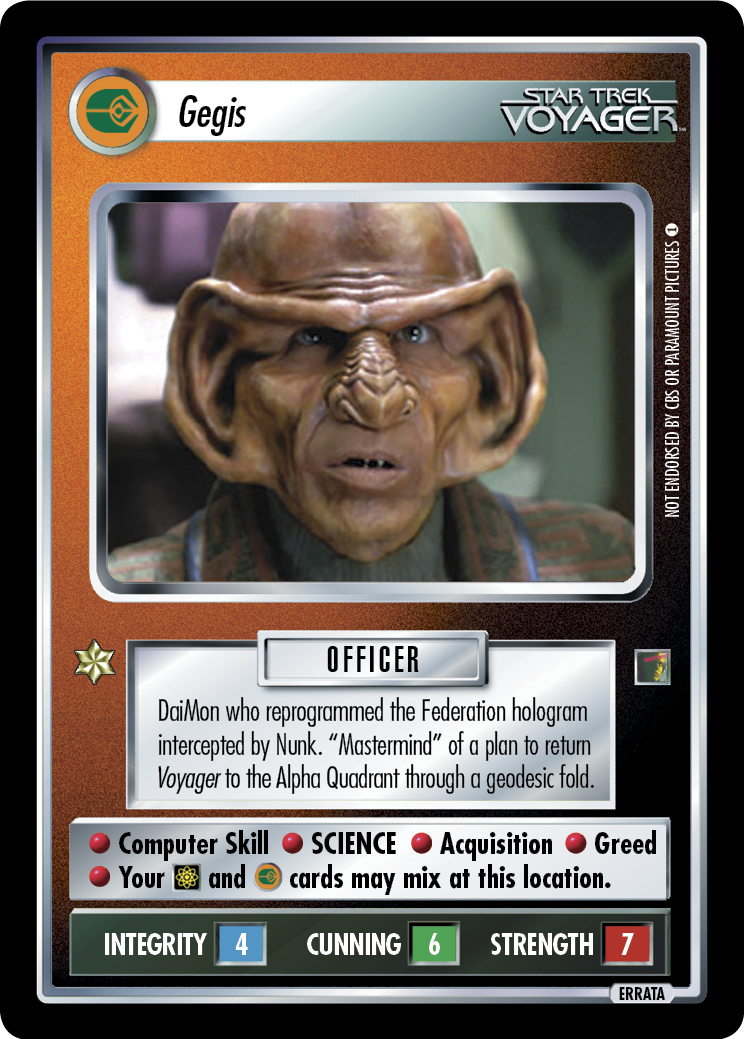 Gegis
STAR TREK
VOYAGER™
NOT ENDORSED BY CBS OR PARAMOUNT PICTURES 1
OFFICER
DaiMon who reprogrammed the Federation hologram
intercepted by Nunk. “Mastermind” of a plan to return
Voyager to the Alpha Quadrant through a geodesic fold.
Computer Skill SCIENCE Acquisition Greed
Your and cards may mix at this location.
INTEGRITY 4 CUNNING 6 STRENGTH 7
ERRATA